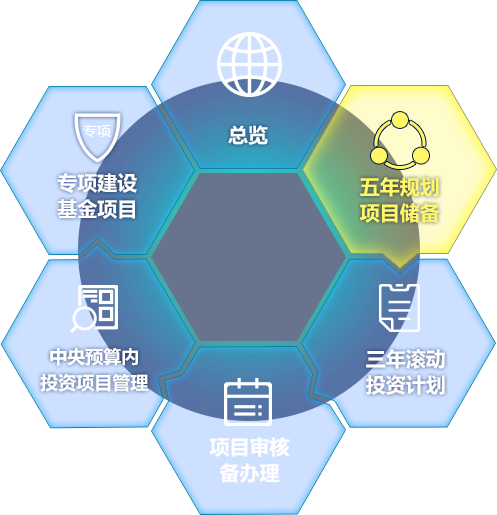 总览
专项
专项建设
基金项目
五年规划
项目储备
中央预算内
投资项目管理
三年滚动
投资计划
项目审核
备办理